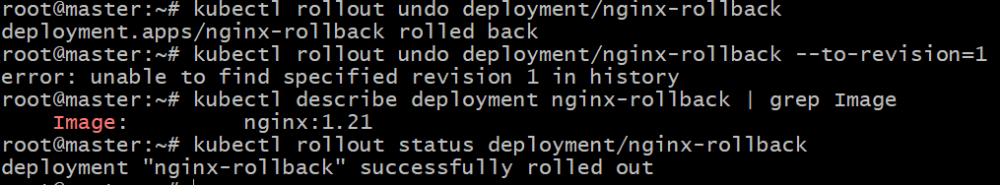 root@master:~# kubectl rollout undo deployment/nginx-rollback
deployment.apps/nginx-rollback rolled back
root@master:~# kubectl rollout undo deployment/nginx-rollback --to-revision=1
error: unable to find specified revision 1 in history
root@master:~# kubectl describe deployment nginx-rollback | grep Image
    Image:         nginx:1.21
root@master:~# kubectl rollout status deployment/nginx-rollback
deployment "nginx-rollback" successfully rolled out